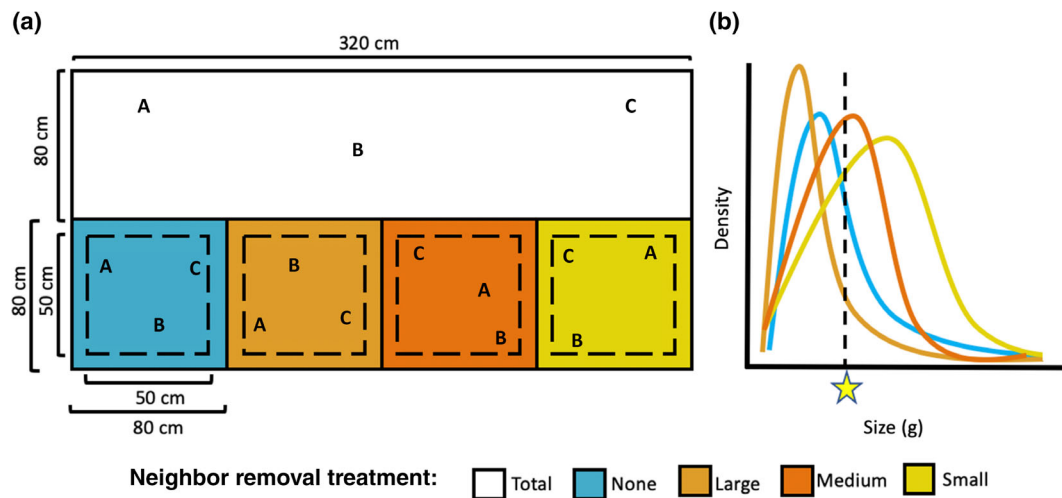 (a)
320 cm
80 cm
A
C
B
80 cm
50 cm
A
C
B
B
A
C
C
A
B
C
A
B
50 cm
80 cm
(b)
Density
Size (g)
Neighbor removal treatment:
Total
None
Large
Medium
Small